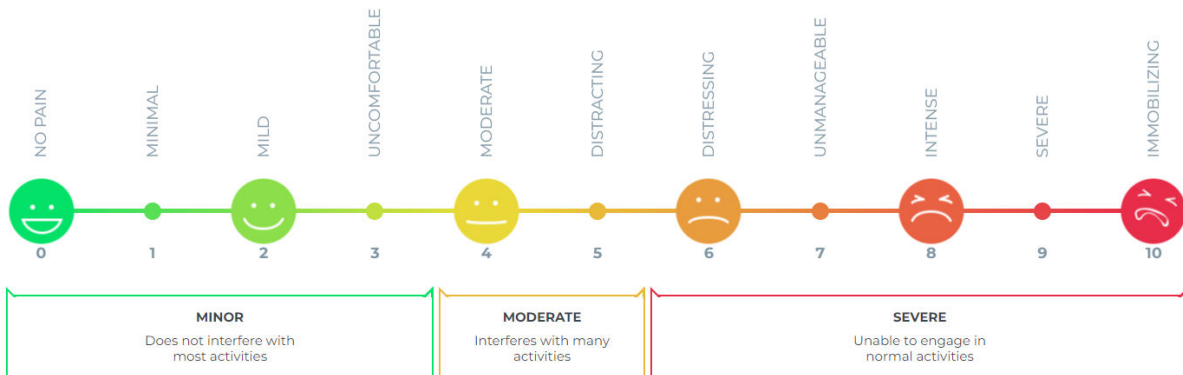 NO PAIN
MINIMAL
MILD
UNCOMFORTABLE
MODERATE
DISTRACTING
DISTRESSING
UNMANAGEABLE
INTENSE
SEVERE
IMMOBILIZING
0 1 2 3 4 5 6 7 8 9 10
MINOR
Does not interfere with
most activities
MODERATE
Interferes with many
activities
SEVERE
Unable to engage in
normal activities